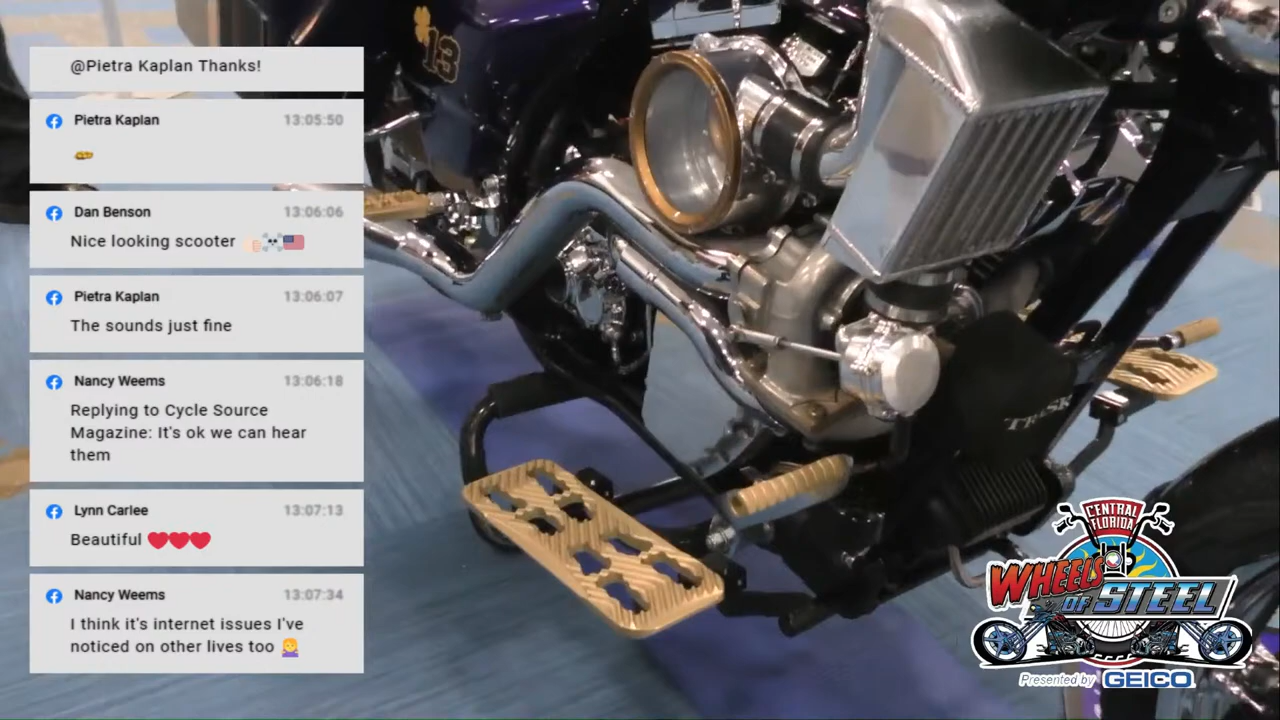 @Pietra Kaplan Thanks!
Pietra Kaplan 13:05:50
Dan Benson 13:06:06
Nice looking scooter
Pietra Kaplan 13:06:07
The sounds just fine
Nancy Weems 13:06:18
Replying to Cycle Source
Magazine: It's ok we can hear
them
Lynn Carlee 13:07:13
Beautiful
Nancy Weems 13:07:34
I think it's internet issues I've
noticed on other lives too
13
TRASK
CENTRAL
FLORIDA
WHEELS
OF STEEL
Presented by GEICO